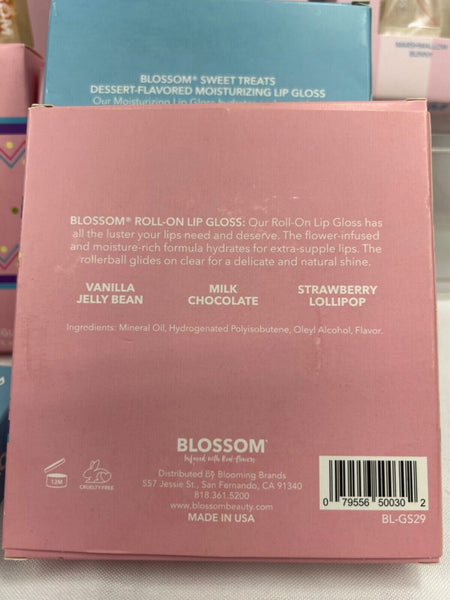 MARSHMALLOW
BUNNY
BLOSSOM® SWEET TREATS
DESSERT-FLAVORED MOISTURIZING LIP GLOSS
Our Moisturizing Lip Gloss
BLOSSOM® ROLL-ON LIP GLOSS: Our Roll-On Lip Gloss has
all the luster your lips need and deserve. The flower-infused
and moisture-rich formula hydrates for extra-supple lips. The
rollerball glides on clear for a delicate and natural shine.
VANILLA
JELLY BEAN
MILK
CHOCOLATE
STRAWBERRY
LOLLIPOP
Ingredients: Mineral Oil, Hydrogenated Polyisobutene, Oleyl Alcohol, Flavor.
BLOSSOM®
Infused with Real flowers
12M
CRUELTY FREE
Distributed By Blooming Brands
557 Jessie St., San Fernando, CA 91340
818.361.5200
www.blossombeauty.com
MADE IN USA
0 79556 50030 2
BL-GS29